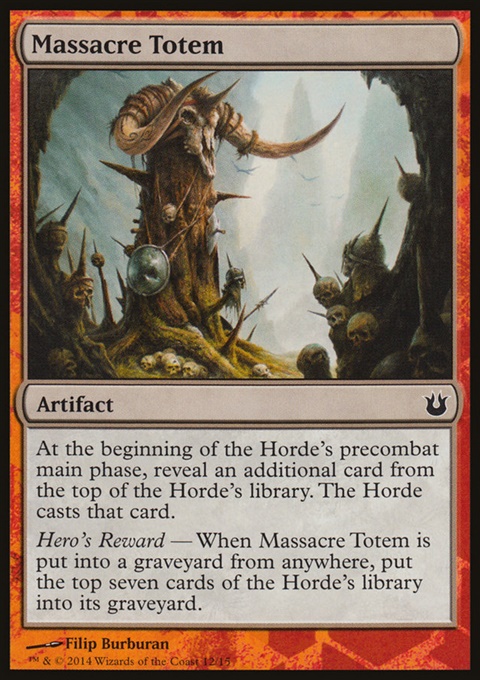 Massacre Totem
Artifact
At the beginning of the Horde's precombat
main phase, reveal an additional card from
the top of the Horde's library. The Horde
casts that card.
Hero's Reward — When Massacre Totem is
put into a graveyard from anywhere, put
the top seven cards of the Horde's library
into its graveyard.
Filip Burburan
™ & © 2014 Wizards of the Coast 12/15